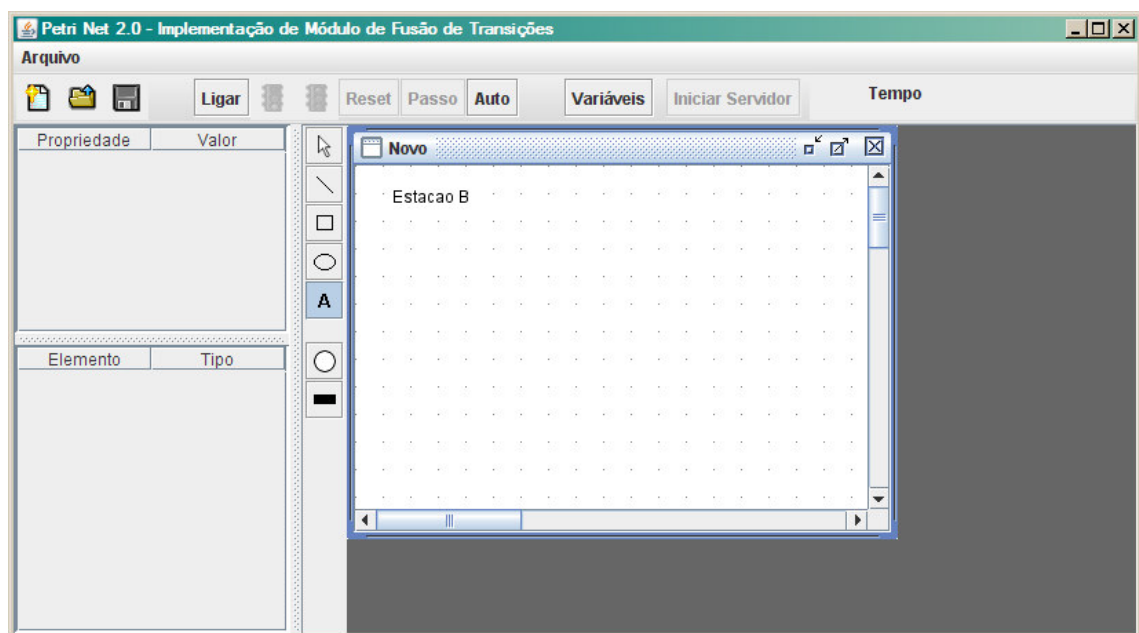 Petri Net 2.0 - Implementação de Módulo de Fusão de Transições
Arquivo
Ligar Reset Passo Auto Variáveis Iniciar Servidor Tempo
Propriedade Valor
Novo
Estacao B
A
Elemento Tipo